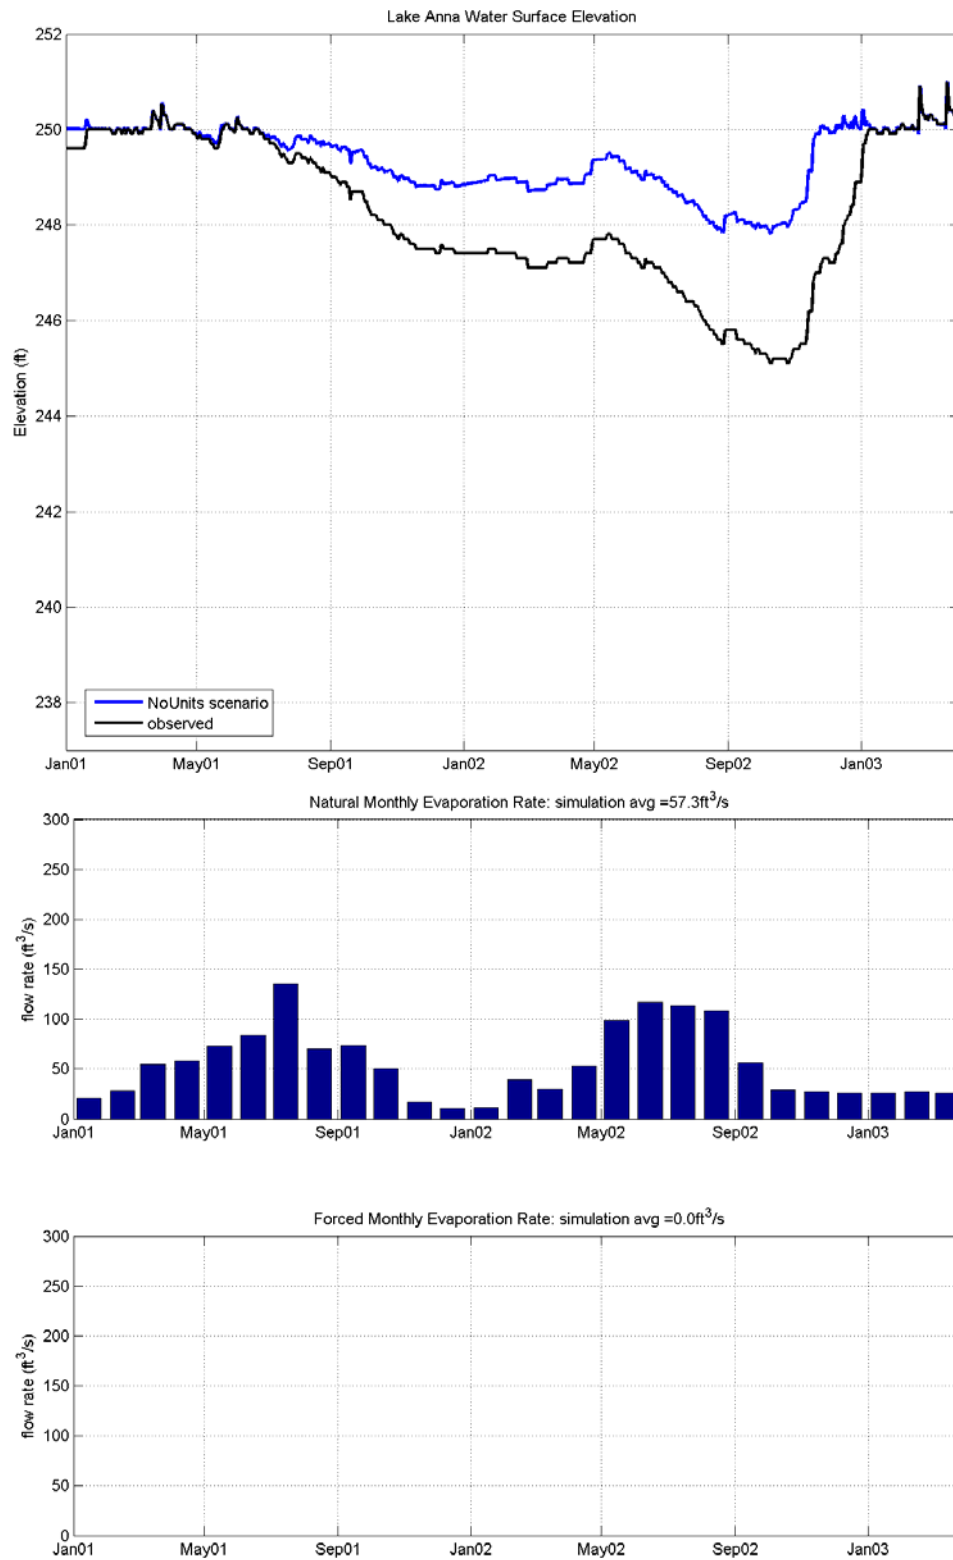 Lake Anna Water Surface Elevation
252
250
248
246
244
242
240
238
Elevation (ft)
NoUnits scenario
observed
Jan01 May01 Sep01 Jan02 May02 Sep02 Jan03
Natural Monthly Evaporation Rate: simulation avg =57.3ft³/s
300
250
200
150
100
50
0
flow rate (ft³/s)
Jan01 May01 Sep01 Jan02 May02 Sep02 Jan03
Forced Monthly Evaporation Rate: simulation avg =0.0ft³/s
300
250
200
150
100
50
0
flow rate (ft³/s)
Jan01 May01 Sep01 Jan02 May02 Sep02 Jan03